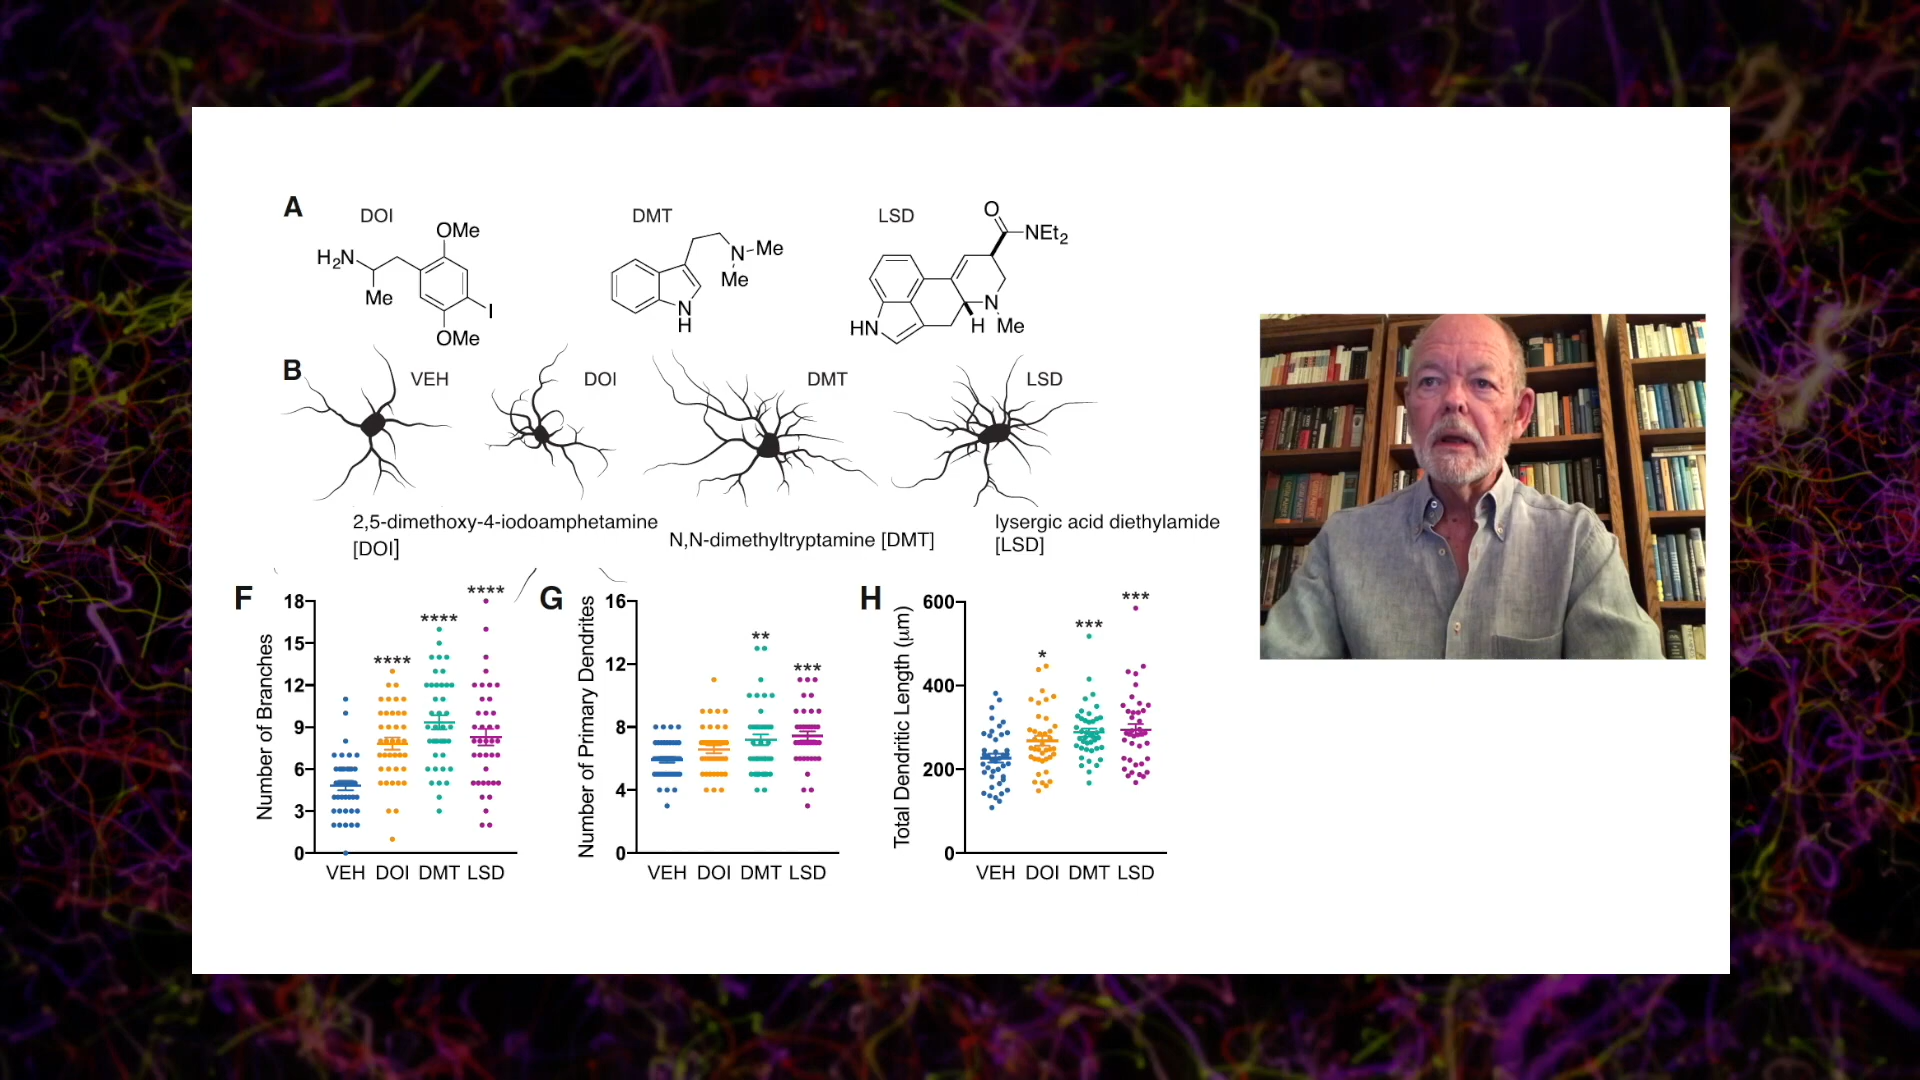 A
DOI
DMT
LSD
OMe
H2N
Me
I
OMe
N
Me
Me
N
H
O
NEt2
N
H
Me
HN
B
VEH
DOI
DMT
LSD
2,5-dimethoxy-4-iodoamphetamine
[DOI]
N,N-dimethyltryptamine [DMT]
lysergic acid diethylamide
[LSD]
F
Number of Branches
18
15
12
9
6
3
0
****
****
****
VEH DOI DMT LSD
G
Number of Primary Dendrites
16
12
8
4
0
**
***
VEH DOI DMT LSD
H
Total Dendritic Length (μm)
600
400
200
0
*
***
***
VEH DOI DMT LSD